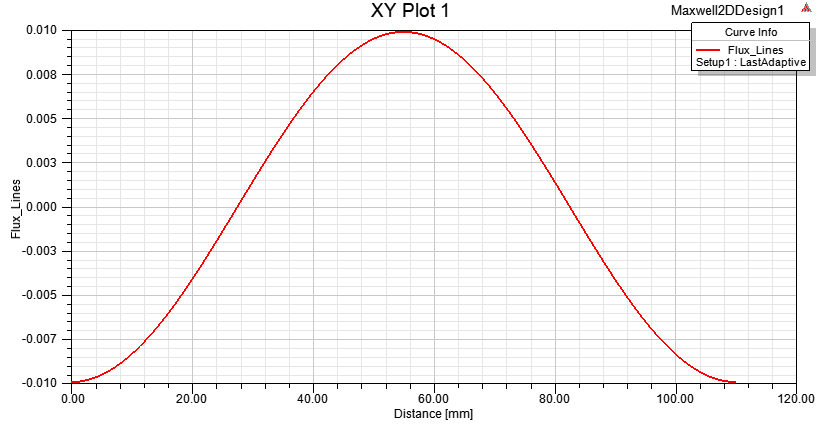 XY Plot 1
Maxwell2DDesign1
Curve Info
Flux_Lines
Setup1 : LastAdaptive
0.010
0.008
0.005
0.003
0.000
-0.003
-0.005
-0.007
-0.010
Flux_Lines
0.00 20.00 40.00 60.00 80.00 100.00 120.00
Distance [mm]